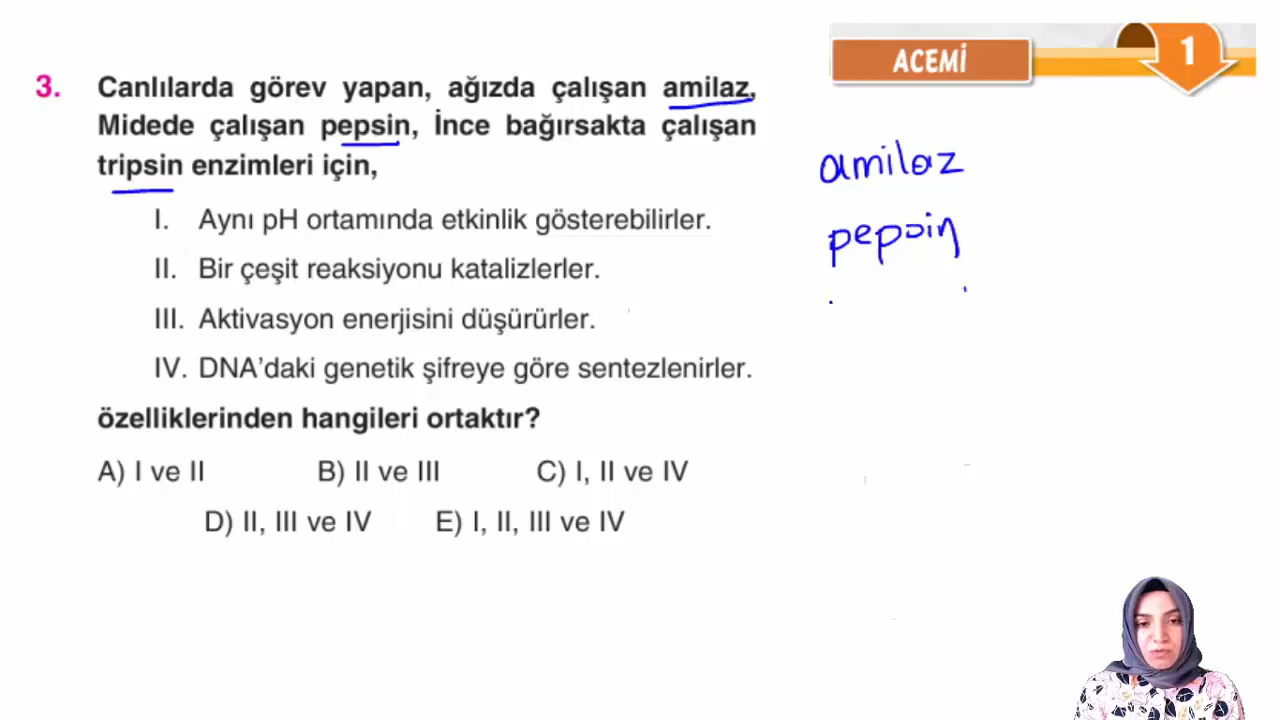 ACEMİ
1
3. Canlılarda görev yapan, ağızda çalışan amilaz,
Midede çalışan pepsin, İnce bağırsakta çalışan
tripsin enzimleri için,
I. Aynı pH ortamında etkinlik gösterebilirler.
II. Bir çeşit reaksiyonu katalizlerler.
III. Aktivasyon enerjisini düşürürler.
IV. DNA’daki genetik şifreye göre sentezlenirler.
özelliklerinden hangileri ortaktır?
A) I ve II B) II ve III C) I, II ve IV
D) II, III ve IV E) I, II, III ve IV
amilaz
pepsin